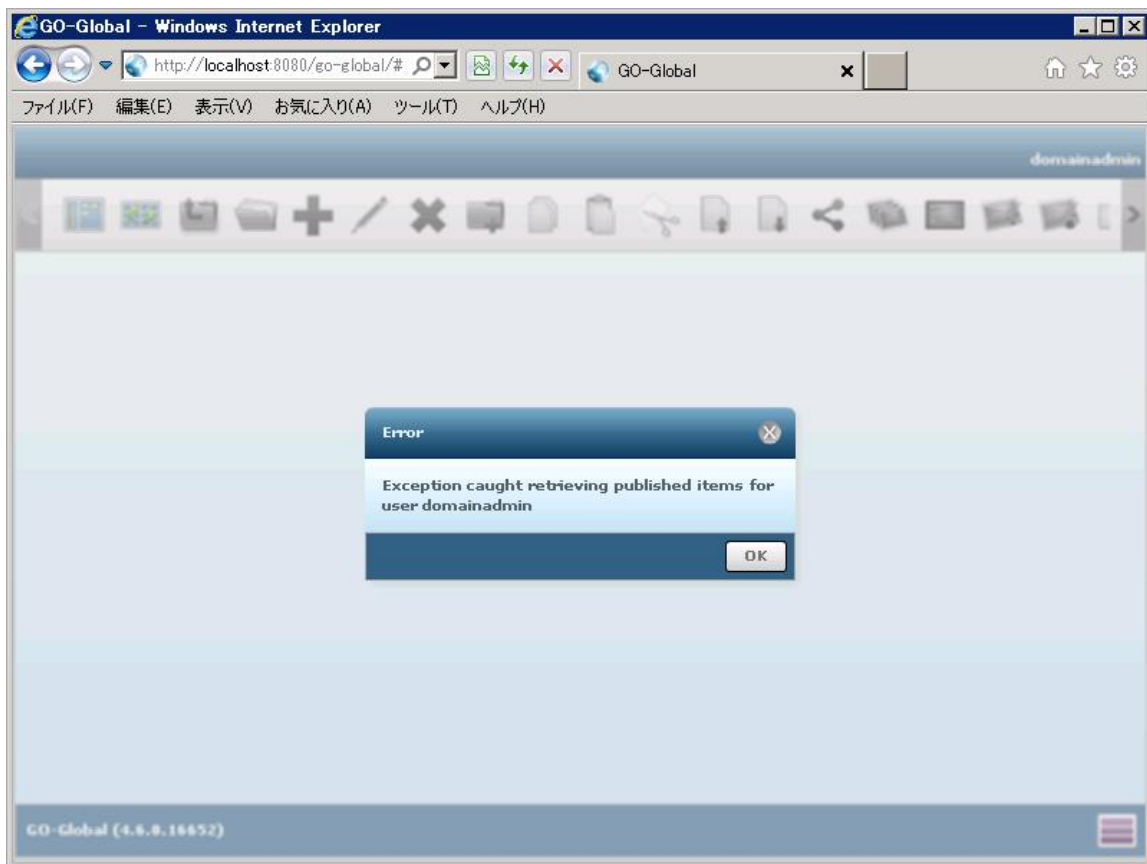 GO-Global - Windows Internet Explorer
http://localhost:8080/go-global/#
GO-Global
ファイル(F) 編集(E) 表示(V) お気に入り(A) ツール(T) ヘルプ(H)
domainadmin
Error
Exception caught retrieving published items for
user domainadmin
OK
GO-Global (4.6.0.16652)